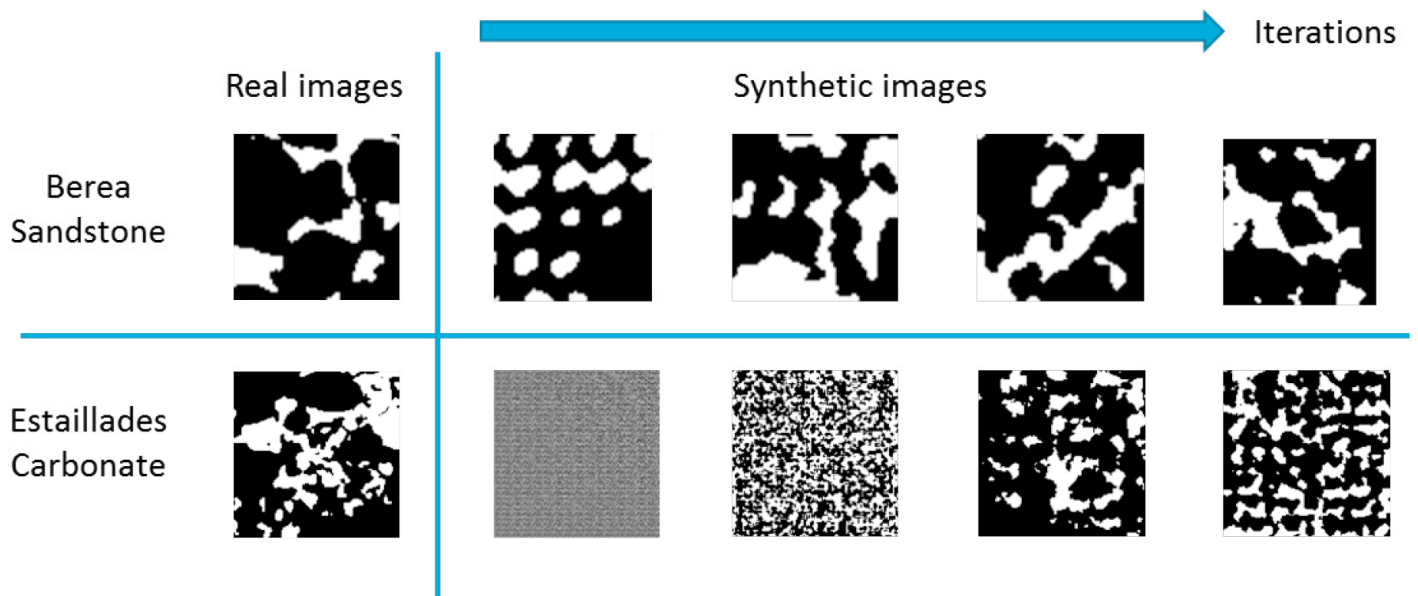 Iterations
Real images
Synthetic images
Berea
Sandstone
Estaillades
Carbonate